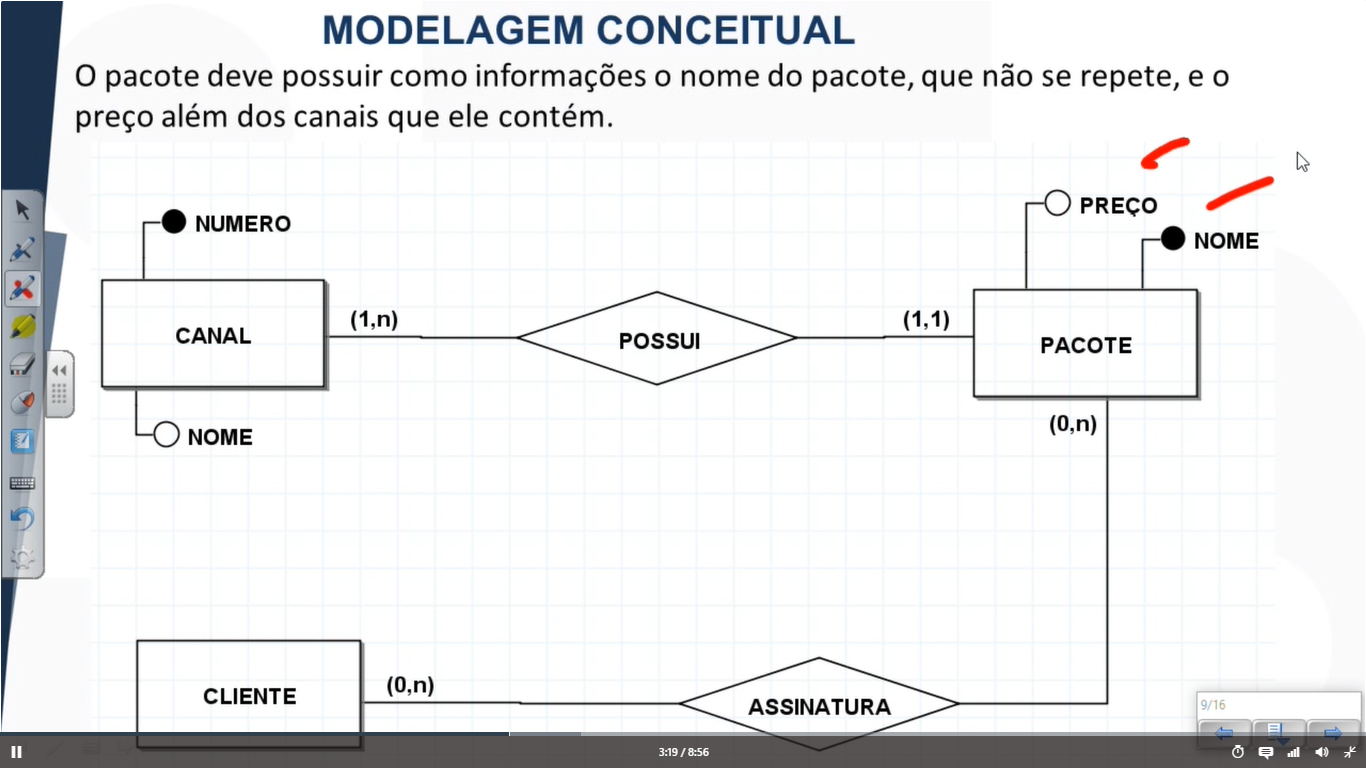 MODELAGEM CONCEITUAL
O pacote deve possuir como informações o nome do pacote, que não se repete, e o
preço além dos canais que ele contém.
PREÇO
NUMERO
NOME
(1,n)
(1,1)
CANAL
POSSUI
PACOTE
(0,n)
NOME
(0,n)
CLIENTE
ASSINATURA
9/16
3:19 / 8:56